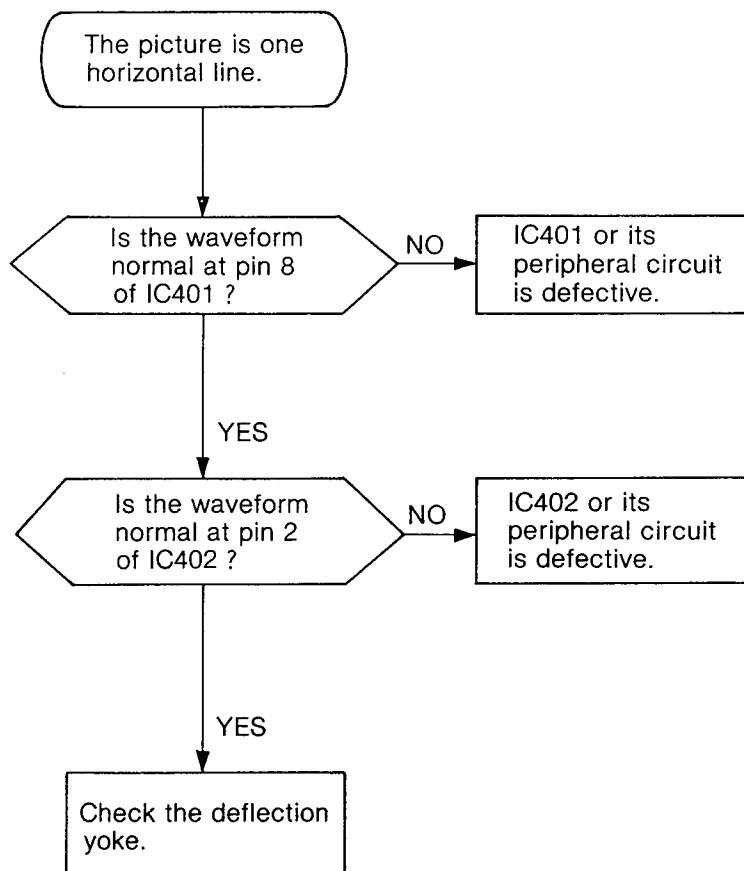 The picture is one
horizontal line.
Is the waveform
normal at pin 8
of IC401 ?
NO
IC401 or its
peripheral circuit
is defective.
YES
Is the waveform
normal at pin 2
of IC402 ?
NO
IC402 or its
peripheral circuit
is defective.
YES
Check the deflection
yoke.